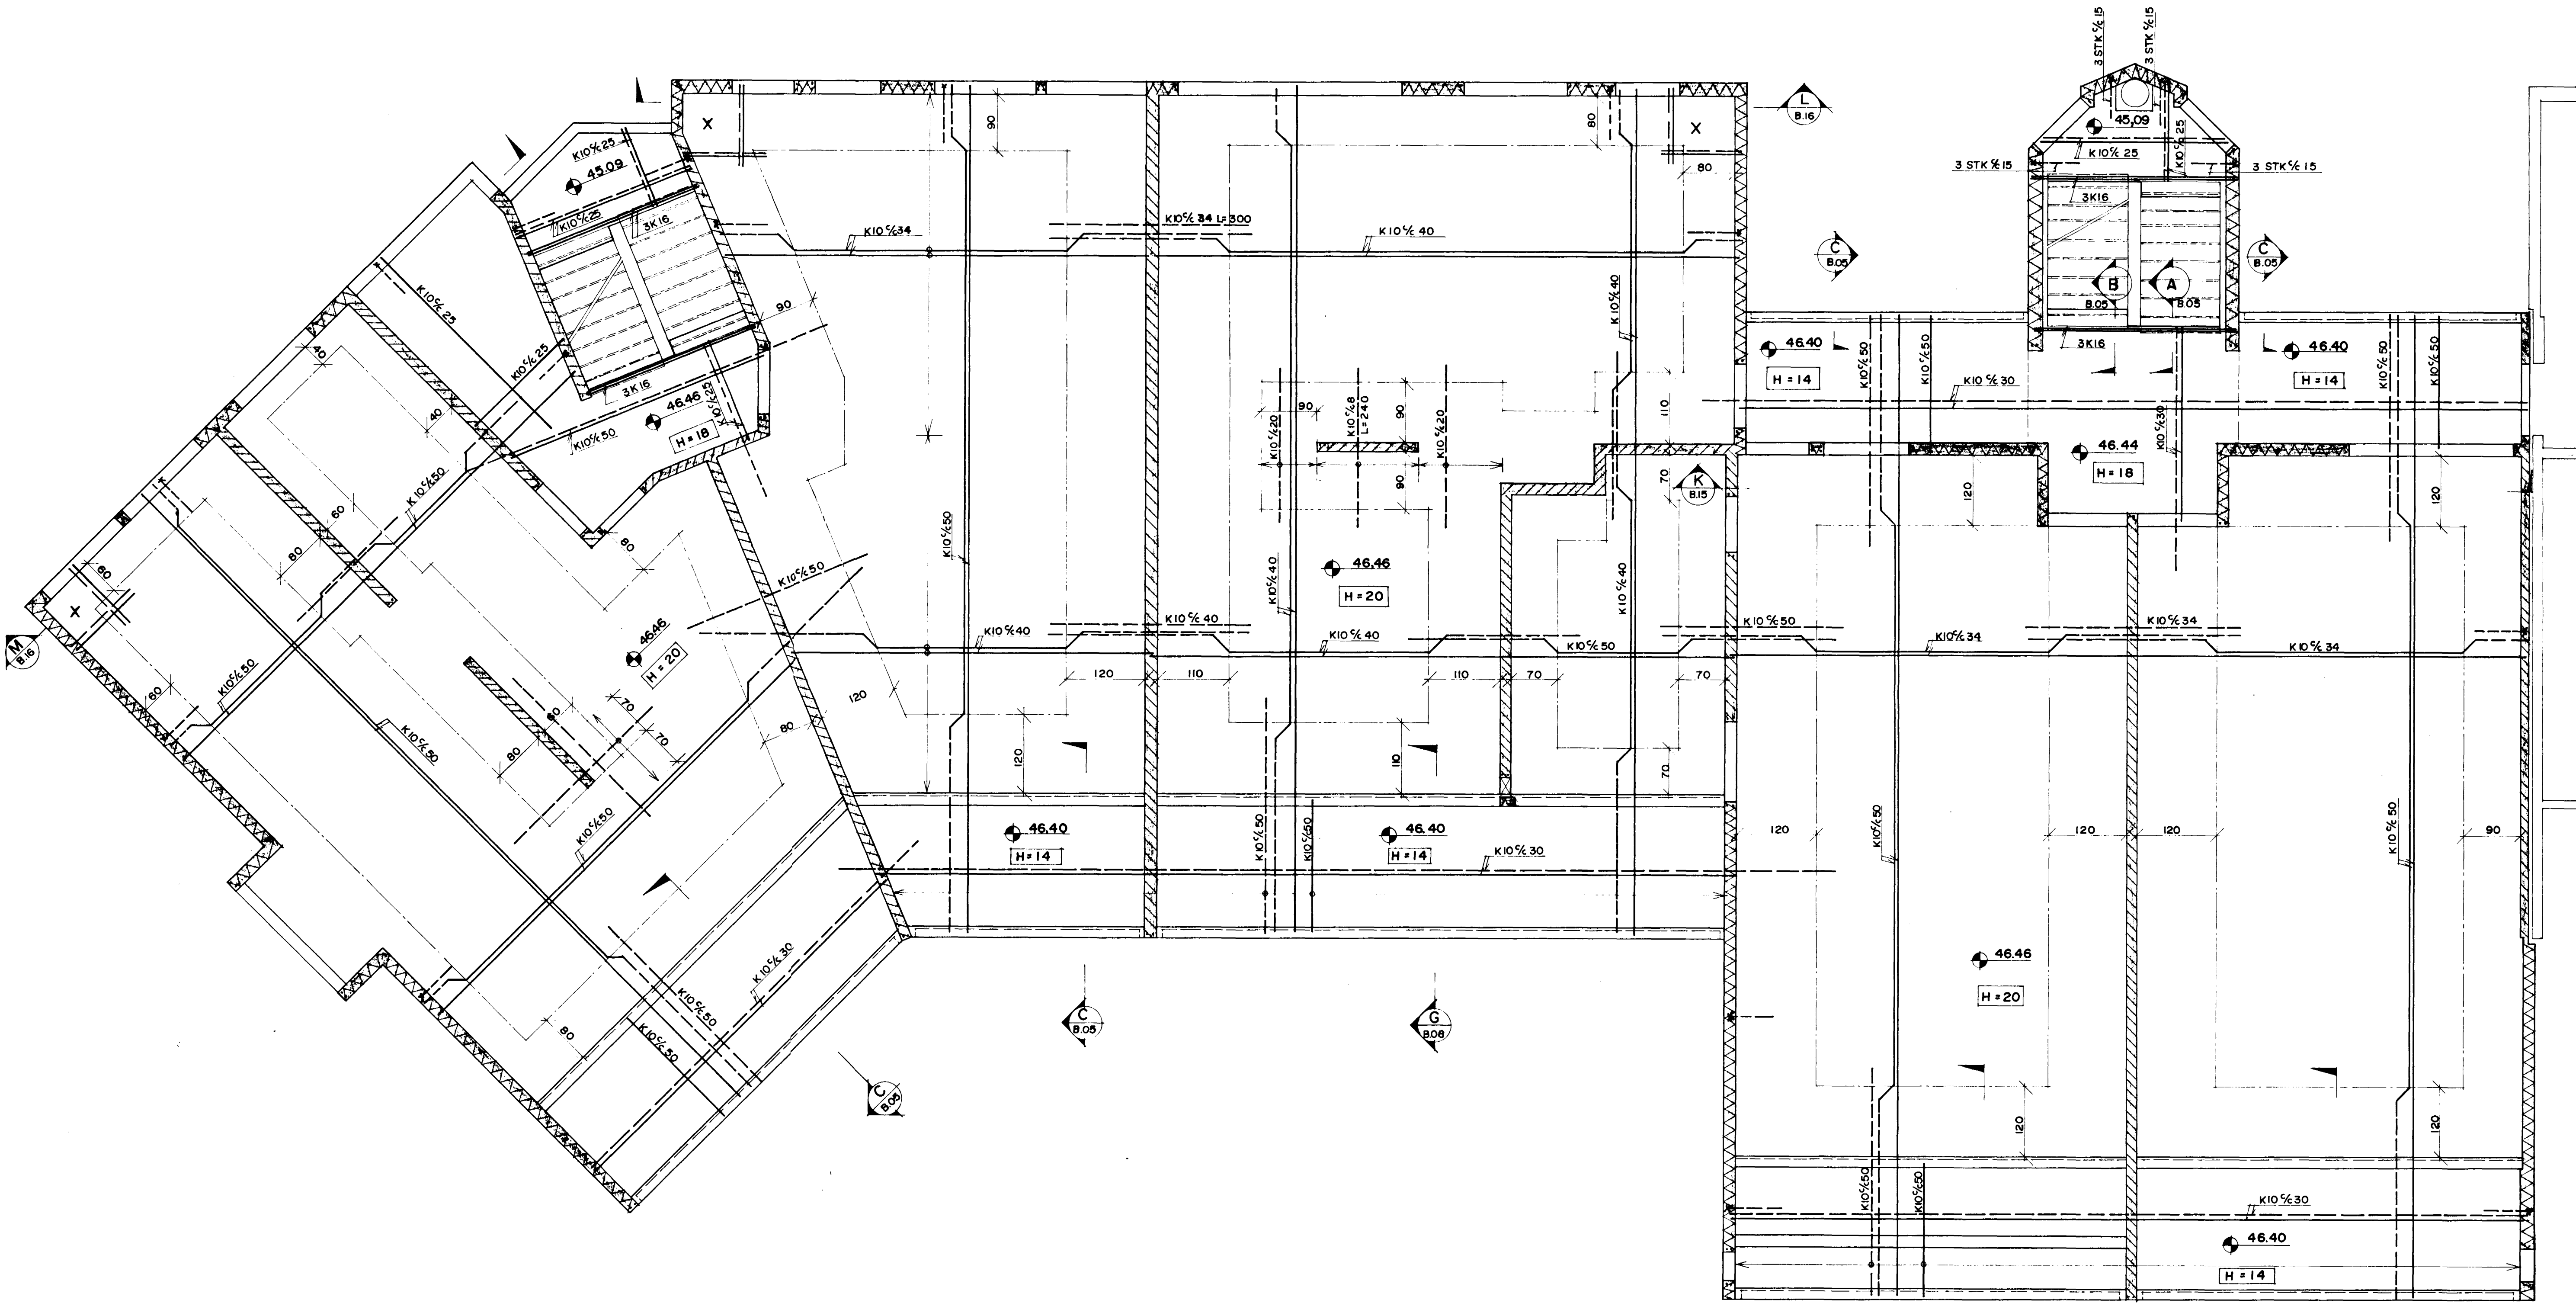 3 STK c/c 15
3 STK c/c 15
L
B.16
X
X
90
80
80
45,09
K10 c/c 25
K10 c/c 25
3 STK c/c 15
3 STK c/c 15
3K16
K10 c/c 25
45.09
K10 c/c 25
3K16
K10 c/c 34
K10 c/c 34 L=300
K10 c/c 40
C
B.05
C
B.05
B
B.05
A
B.05
3K16
K10 c/c 25
40
40
K10 c/c 25
90
3K16
46.46
K10 c/c 25
H = 18
K10 c/c 50
K10 c/c 40
46.40
H = 14
K10 c/c 50
K10 c/c 50
K10 c/c 30
46.40
H = 14
K10 c/c 50
K10 c/c 50
90
90
90
K10 c/c 20
K10 c/c 8
L=240
K10 c/c 20
110
70
K
B.15
46.44
H = 18
K10 c/c 30
120
120
K10 c/c 50
60
80
60
X
80
K10 c/c 50
K10 c/c 50
K10 c/c 40
46,46
H = 20
K10 c/c 40
M
B.16
46.46
H = 20
K10 c/c 50
60
K10 c/c 50
K10 c/c 40
K10 c/c 40
K10 c/c 40
K10 c/c 50
K10 c/c 50
K10 c/c 34
K10 c/c 34
K10 c/c 34
70
60
70
80
80
120
120
110
110
70
70
120
110
70
K10 c/c 50
46.40
H = 14
K10 c/c 50
K10 c/c 50
46.40
H = 14
K10 c/c 30
120
K10 c/c 50
120
120
K10 c/c 50
90
K10 c/c 30
K10 c/c 50
K10 c/c 50
80
46.46
H = 20
C
B.05
C
B.05
G
B.08
120
120
K10 c/c 50
K10 c/c 50
K10 c/c 30
46.40
H = 14